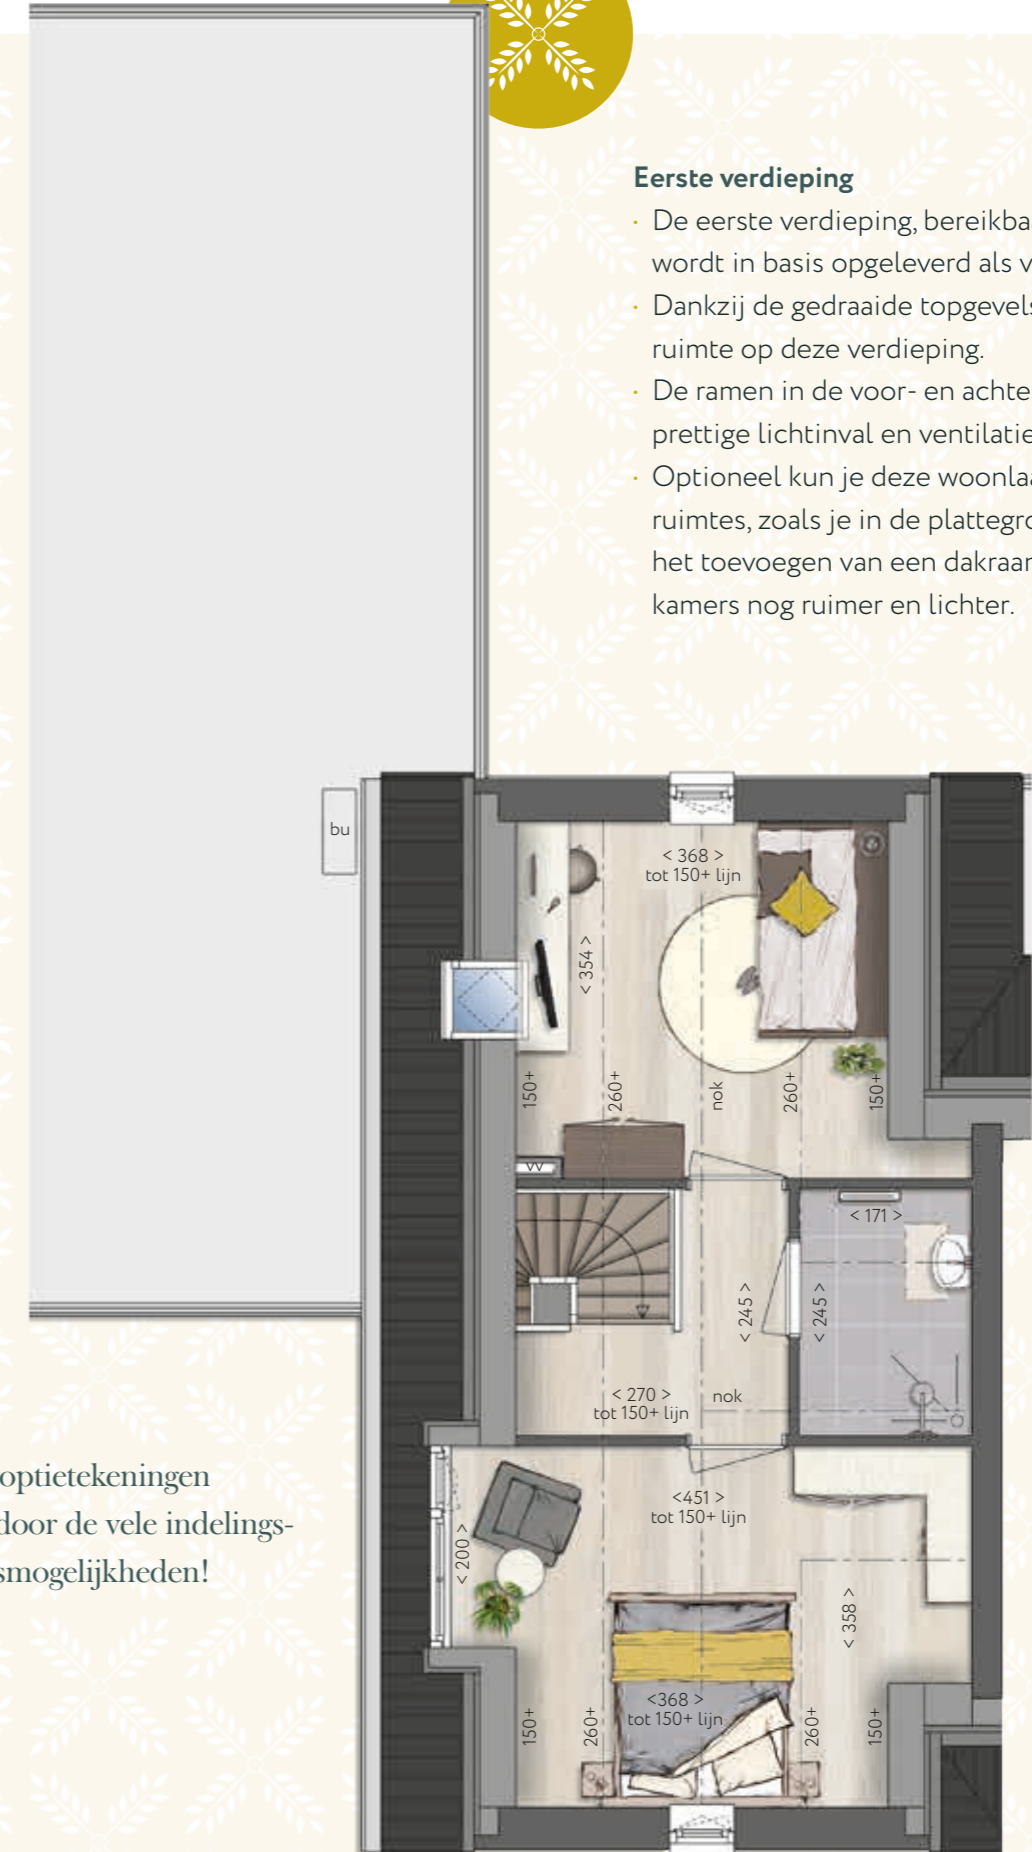 Eerste verdieping
· De eerste verdieping, bereikba
wordt in basis opgeleverd als v
· Dankzij de gedraaide topgevels
ruimte op deze verdieping.
· De ramen in de voor- en achte
prettige lichtinval en ventilatie
· Optioneel kun je deze woonlaa
ruimtes, zoals je in de plattegro
het toevoegen van een dakraam
kamers nog ruimer en lichter.
bu
< 368 >
tot 150+ lijn
< 354 >
150+
260+
nok
260+
150+
VV
< 171 >
< 245 >
< 245 >
< 270 >
tot 150+ lijn
nok
optietekeningen
door de vele indelings-
smogelijkheden!
<451 >
tot 150+ lijn
< 200 >
< 358 >
<368 >
tot 150+ lijn
150+
260+
260+
150+